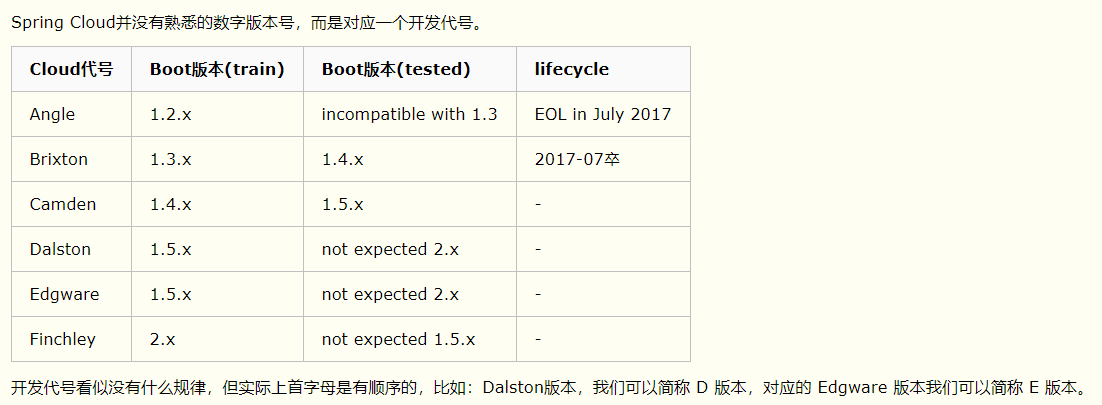 Spring Cloud并没有熟悉的数字版本号，而是对应一个开发代号。
Cloud代号 Boot版本(train) Boot版本(tested) lifecycle
Angle 1.2.x incompatible with 1.3 EOL in July 2017
Brixton 1.3.x 1.4.x 2017-07卒
Camden 1.4.x 1.5.x -
Dalston 1.5.x not expected 2.x -
Edgware 1.5.x not expected 2.x -
Finchley 2.x not expected 1.5.x -
开发代号看似没有什么规律，但实际上首字母是有顺序的，比如：Dalston版本，我们可以简称 D 版本，对应的 Edgware 版本我们可以简称 E 版本。